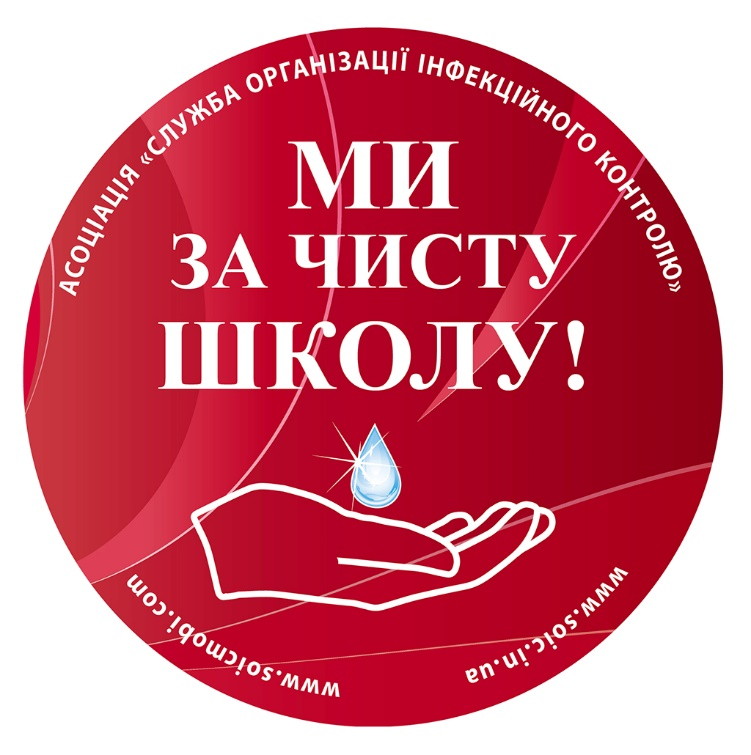 АСОЦІАЦІЯ «СЛУЖБА ОРГАНІЗАЦІЇ ІНФЕКЦІЙНОГО КОНТРОЛЮ»
МИ
ЗА ЧИСТУ
ШКОЛУ!
www.soicmobi.com
www.soic.in.ua